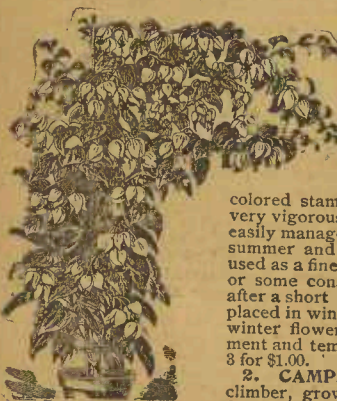 colored stam
very vigorous
easily manage
summer and
used as a fine
or some con
after a short
placed in win
winter flower
ment and tem
3 for $1.00.
2. CAMP
climber, grov